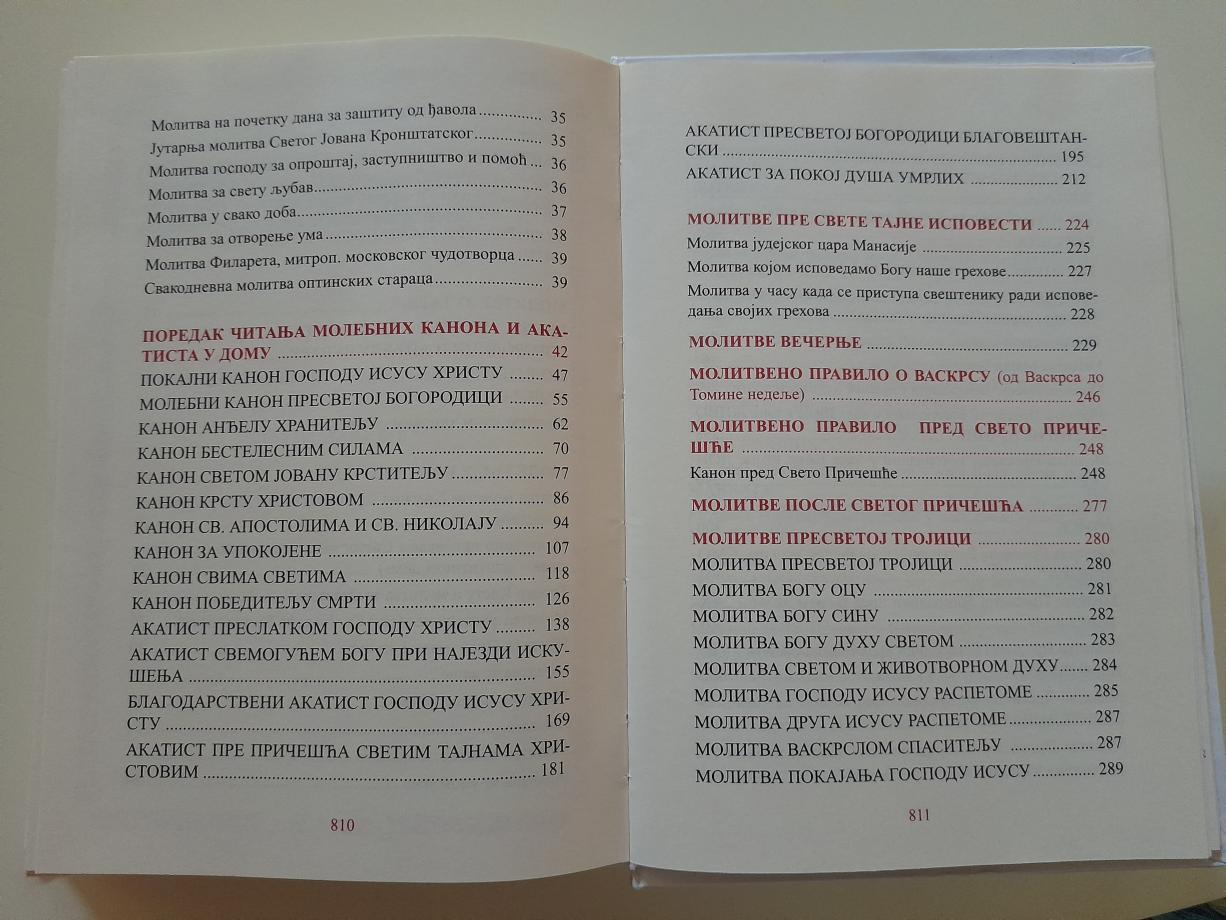 Молитва на почетку дана за заштиту од ђавола.............. 35
Јутарња молитва Светог Јована Кронштатског............... 35
Молитва господу за опроштај, заступништво и помоћ ... 36
Молитва за свету љубав.................................................. 36
Молитва у свако доба..................................................... 37
Молитва за отворење ума............................................... 38
Молитва Филарета, митроп. московског чудотворца ...... 39
Свакодневна молитва оптинских стараца....................... 39
ПОРЕДАК ЧИТАЊА МОЛЕБНИХ КАНОНА И АКА-
ТИСТА У ДОМУ ........................................................ 42
ПОКАЈНИ КАНОН ГОСПОДУ ИСУСУ ХРИСТУ ........ 47
МОЛЕБНИ КАНОН ПРЕСВЕТОЈ БОГОРОДИЦИ ........ 55
КАНОН АНЂЕЛУ ХРАНИТЕЉУ .................................. 62
КАНОН БЕСТЕЛЕСНИМ СИЛАМА ............................ 70
КАНОН СВЕТОМ ЈОВАНУ КРСТИТЕЉУ.................... 77
КАНОН КРСТУ ХРИСТОВОМ .................................... 86
КАНОН СВ. АПОСТОЛИМА И СВ. НИКОЛАЈУ ......... 94
КАНОН ЗА УПОКОЈЕНЕ ............................................ 107
КАНОН СВИМА СВЕТИМА ........................................ 118
КАНОН ПОБЕДИТЕЉУ СМРТИ ................................ 126
АКАТИСТ ПРЕСЛАТКОМ ГОСПОДУ ХРИСТУ ......... 138
АКАТИСТ СВЕМОГУЋЕМ БОГУ ПРИ НАЈЕЗДИ ИСКУ-
ШЕЊА .......................................................................... 155
БЛАГОДАРСТВЕНИ АКАТИСТ ГОСПОДУ ИСУСУ ХРИ-
СТУ ............................................................................... 169
АКАТИСТ ПРЕ ПРИЧЕШЋА СВЕТИМ ТАЈНАМА ХРИ-
СТОВИМ ....................................................................... 181
810
АКАТИСТ ПРЕСВЕТОЈ БОГОРОДИЦИ БЛАГОВЕШТАН-
СКИ ............................................................................... 195
АКАТИСТ ЗА ПОКОЈ ДУША УМРЛИХ ................... 212
МОЛИТВЕ ПРЕ СВЕТЕ ТАЈНЕ ИСПОВЕСТИ ...... 224
Молитва јудејског цара Манасије ................................ 225
Молитва којом исповедамо Богу наше грехове.................. 227
Молитва у часу када се приступа свештенику ради испове-
дања својих грехова ...................................................... 228
МОЛИТВЕ ВЕЧЕРЊЕ ................................................ 229
МОЛИТВЕНО ПРАВИЛО О ВАСКРСУ (од Васкрса до
Томине недеље) ............................................................. 246
МОЛИТВЕНО ПРАВИЛО ПРЕД СВЕТО ПРИЧЕ-
ШЋЕ .............................................................................. 248
Канон пред Свето Причешће ......................................... 248
МОЛИТВЕ ПОСЛЕ СВЕТОГ ПРИЧЕШЋА ............ 277
МОЛИТВЕ ПРЕСВЕТОЈ ТРОЈИЦИ ........................ 280
МОЛИТВА ПРЕСВЕТОЈ ТРОЈИЦИ ............................ 280
МОЛИТВА БОГУ ОЦУ .................................................. 281
МОЛИТВА БОГУ СИНУ ............................................... 282
МОЛИТВА БОГУ ДУХУ СВЕТОМ ............................... 283
МОЛИТВА СВЕТОМ И ЖИВОТВОРНОМ ДУХУ....... 284
МОЛИТВА ГОСПОДУ ИСУСУ РАСПЕТОМЕ ............. 285
МОЛИТВА ДРУГА ИСУСУ РАСПЕТОМЕ ................... 287
МОЛИТВА ВАСКРСЛОМ СПАСИТЕЉУ ..................... 287
МОЛИТВА ПОКАЈАЊА ГОСПОДУ ИСУСУ ............... 289
811